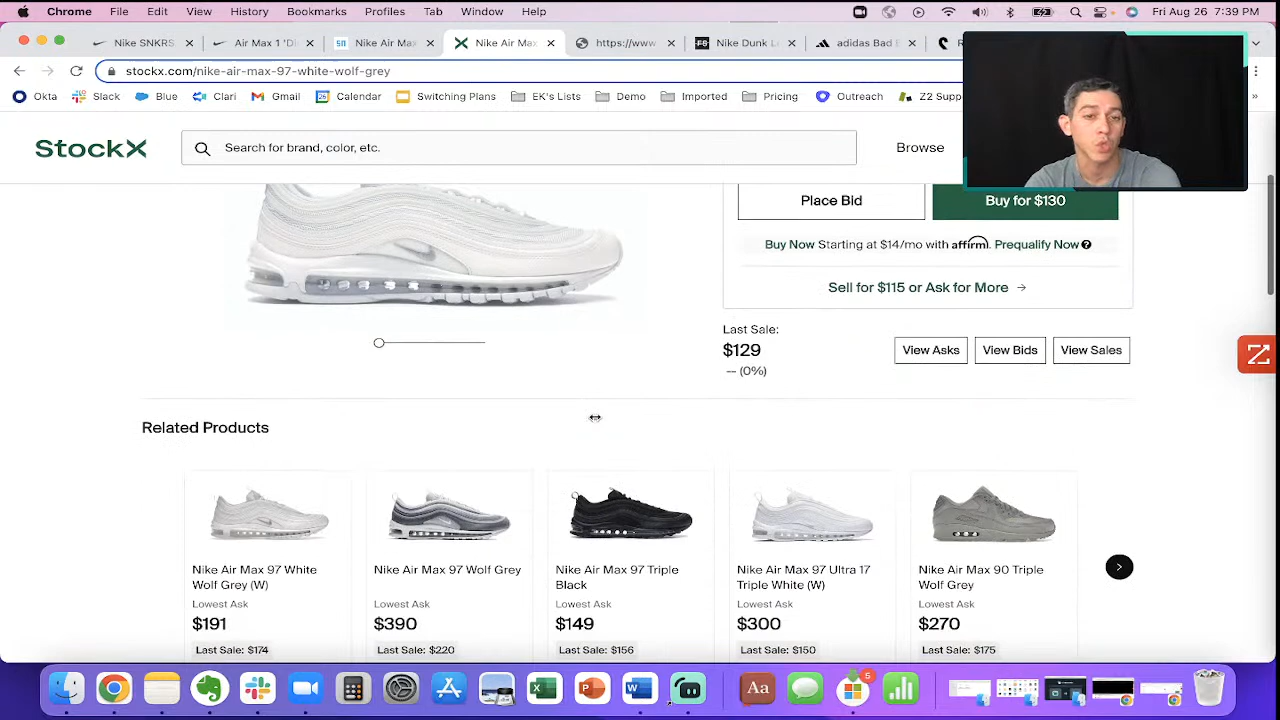 Chrome File Edit View History Bookmarks Profiles Tab Window Help Fri Aug 26 7:39 PM
Nike SNKRS Air Max 1 'Di Nike Air Max Nike Air Max https://www Nike Dunk L adidas Bad E
stockx.com/nike-air-max-97-white-wolf-grey
Okta Slack Blue Clari Gmail Calendar Switching Plans EK's Lists Demo Imported Pricing Outreach Z2 Supp »
StockX Search for brand, color, etc. Browse
Place Bid Buy for $130
Buy Now Starting at $14/mo with affirm. Prequalify Now
Sell for $115 or Ask for More →
Last Sale:
$129 View Asks View Bids View Sales
-- (0%)
Related Products
Nike Air Max 97 White Wolf Grey (W)
Lowest Ask
$191
Last Sale: $174
Nike Air Max 97 Wolf Grey
Lowest Ask
$390
Last Sale: $220
Nike Air Max 97 Triple Black
Lowest Ask
$149
Last Sale: $156
Nike Air Max 97 Ultra 17 Triple White (W)
Lowest Ask
$300
Last Sale: $150
Nike Air Max 90 Triple Wolf Grey
Lowest Ask
$270
Last Sale: $175
Aa 5